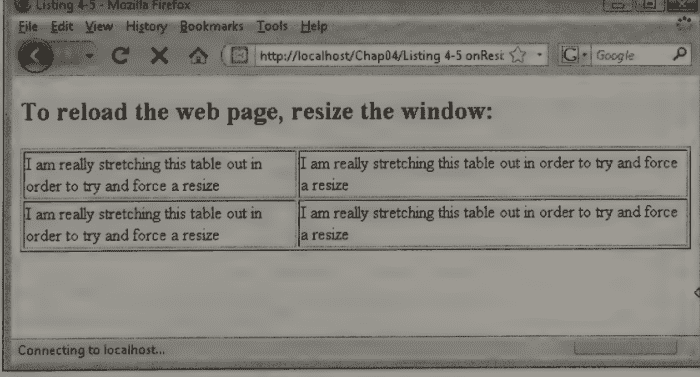 Listing 4-5 - Mozilla Firefox
File Edit View History Bookmarks Tools Help
http://localhost/Chap04/Listing 4-5 onResi
G Google
To reload the web page, resize the window:
I am really stretching this table out in
order to try and force a resize
I am really stretching this table out in order to try and force
a resize
I am really stretching this table out in
order to try and force a resize
I am really stretching this table out in order to try and force
a resize
Connecting to localhost...